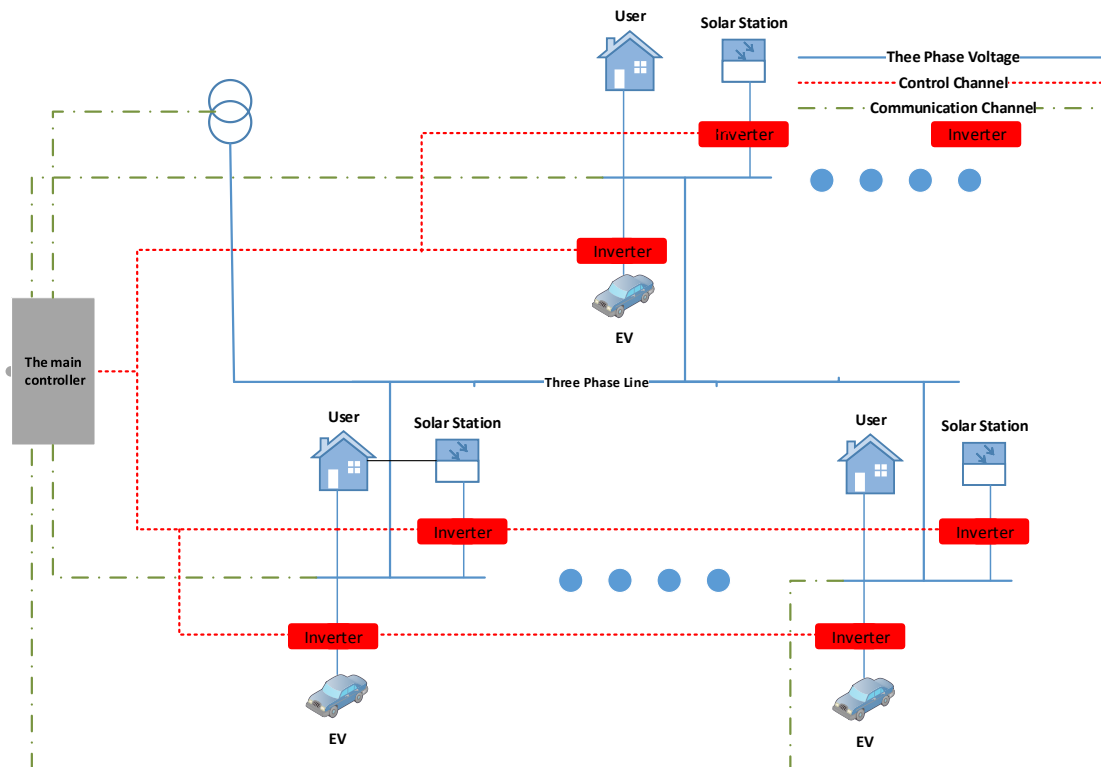 User
Solar Station
Thee Phase Voltage
Control Channel
Communication Channel
Inverter
Inverter
Inverter
EV
The main
controller
Three Phase Line
User
Solar Station
User
Solar Station
Inverter
Inverter
Inverter
Inverter
EV
EV